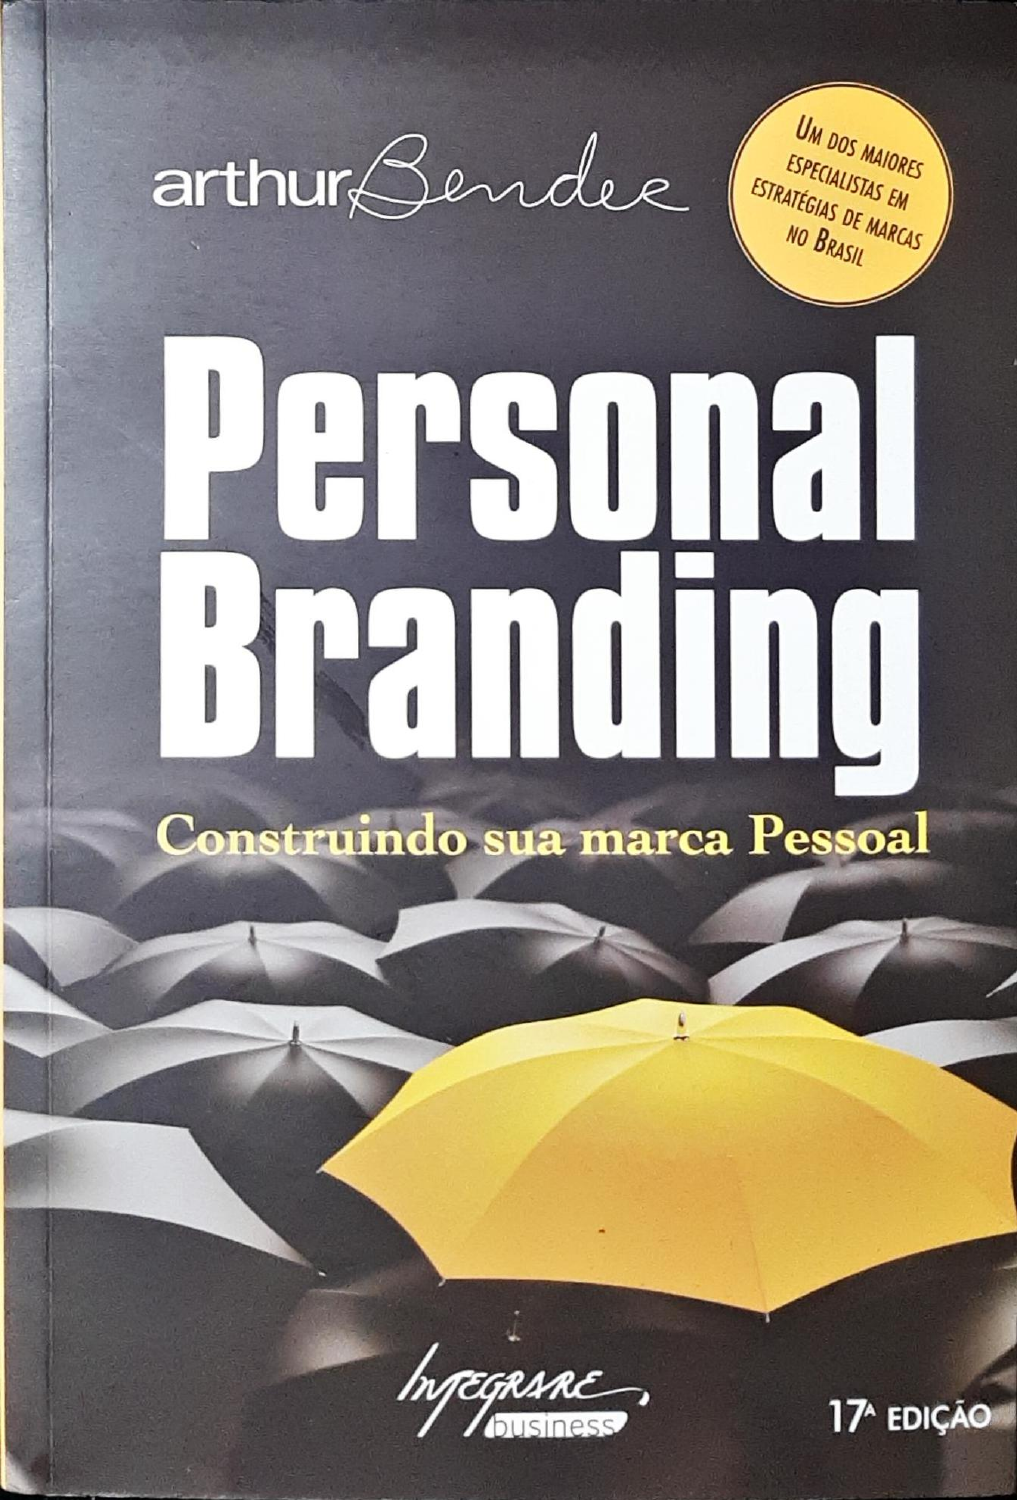 arthur Bender
Um dos maiores
especialistas em
estratégias de marcas
no Brasil
Personal
Branding
Construindo sua marca Pessoal
Integrare
business
17ª EDIÇÃO